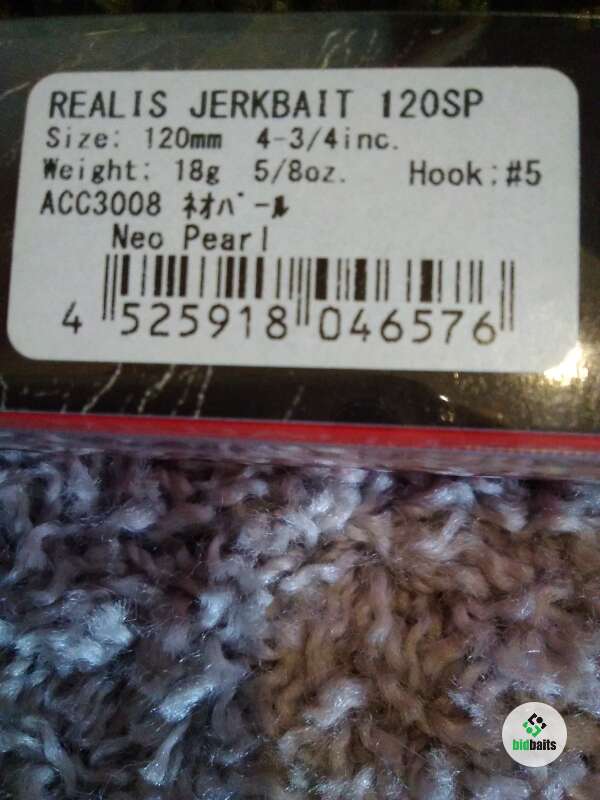 REALIS JERKBAIT 120SP
Size: 120mm 4-3/4inc.
Weight: 18g 5/8oz. Hook:#5
ACC3008 ネオパール
Neo Pearl
4 525918 046576
bidbaits